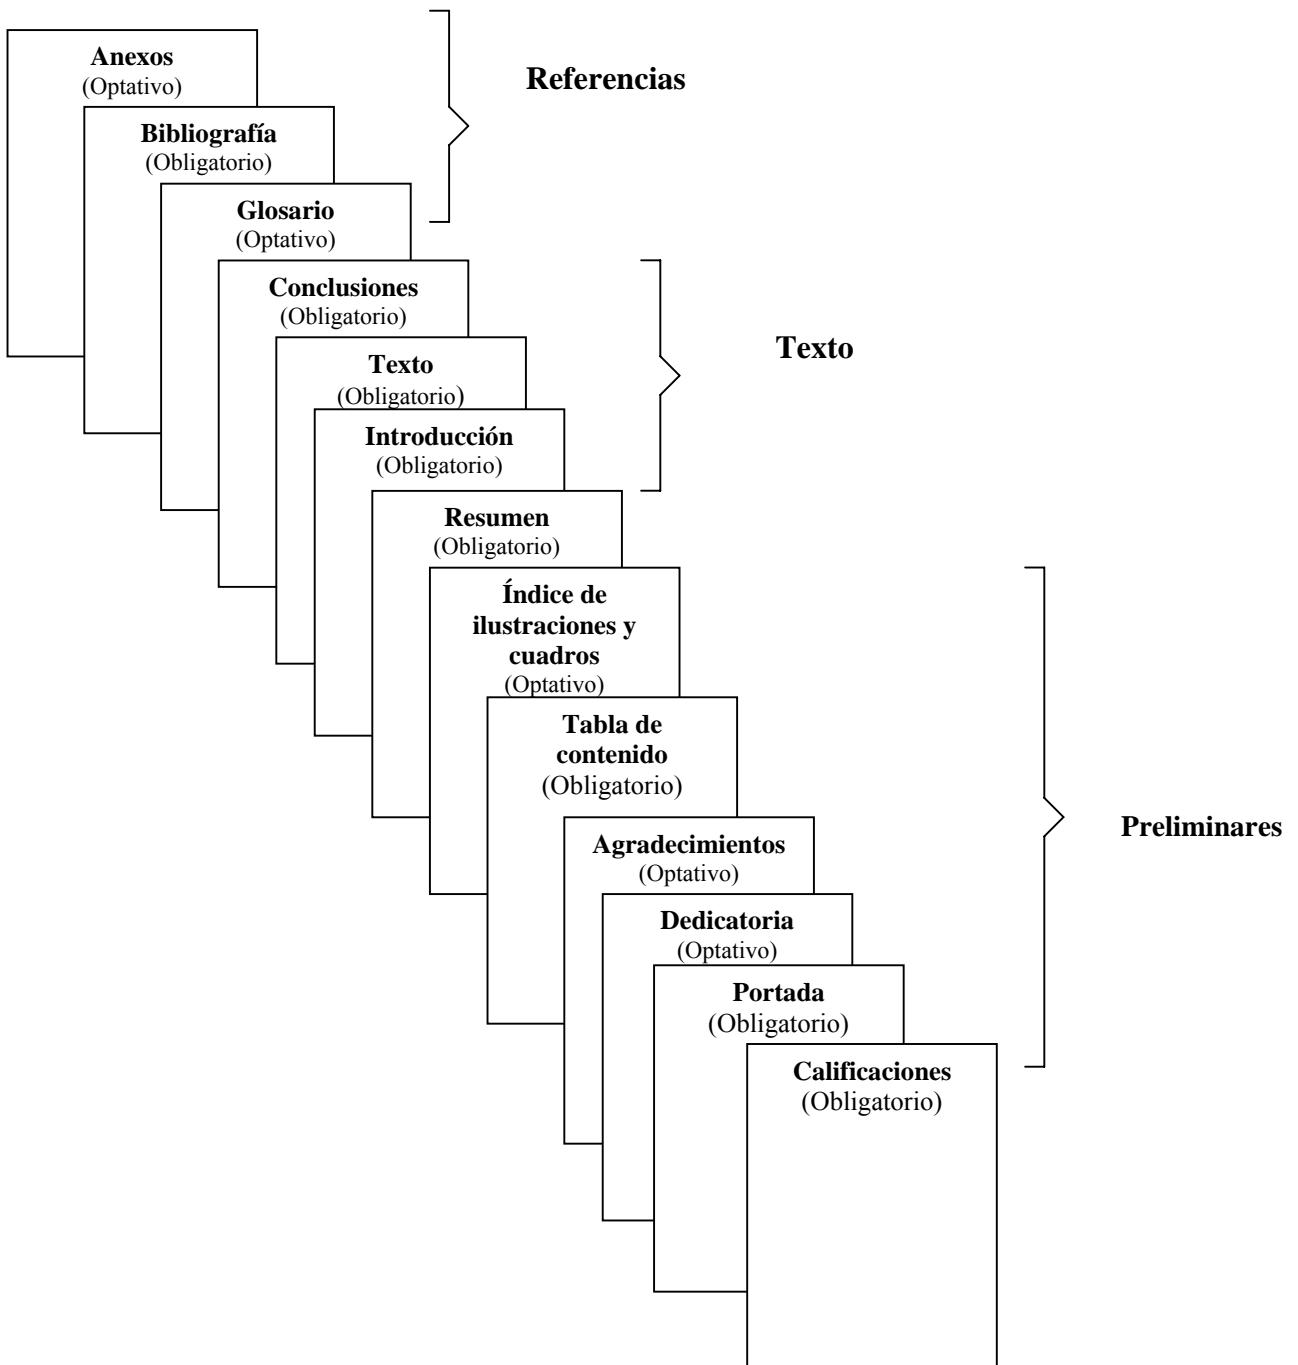 Anexos
(Optativo)
Referencias
Bibliografía
(Obligatorio)
Glosario
(Optativo)
Conclusiones
(Obligatorio)
Texto
Texto
(Obligatorio)
Introducción
(Obligatorio)
Resumen
(Obligatorio)
Índice de
ilustraciones y
cuadros
(Optativo)
Tabla de
contenido
(Obligatorio)
Preliminares
Agradecimientos
(Optativo)
Dedicatoria
(Optativo)
Portada
(Obligatorio)
Calificaciones
(Obligatorio)